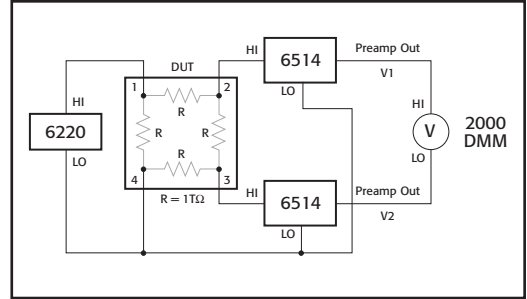 HI
6220
LO
DUT
1
2
R
R
R
R
4
3
R = 1TΩ
HI
6514
LO
Preamp Out
V1
HI
V
LO
2000
DMM
HI
6514
LO
Preamp Out
V2